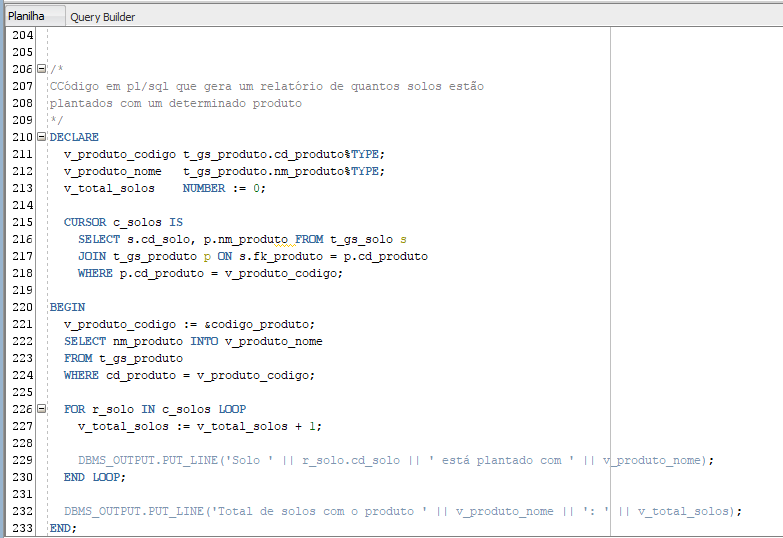 Planilha
Query Builder
204
205
206 /*
207 CCódigo em pl/sql que gera um relatório de quantos solos estão
208 plantados com um determinado produto
209 */
210 DECLARE
211   v_produto_codigo t_gs_produto.cd_produto%TYPE;
212   v_produto_nome   t_gs_produto.nm_produto%TYPE;
213   v_total_solos    NUMBER := 0;
214
215   CURSOR c_solos IS
216     SELECT s.cd_solo, p.nm_produto FROM t_gs_solo s
217     JOIN t_gs_produto p ON s.fk_produto = p.cd_produto
218     WHERE p.cd_produto = v_produto_codigo;
219
220 BEGIN
221   v_produto_codigo := &codigo_produto;
222   SELECT nm_produto INTO v_produto_nome
223   FROM t_gs_produto
224   WHERE cd_produto = v_produto_codigo;
225
226   FOR r_solo IN c_solos LOOP
227     v_total_solos := v_total_solos + 1;
228
229     DBMS_OUTPUT.PUT_LINE('Solo ' || r_solo.cd_solo || ' está plantado com ' || v_produto_nome);
230   END LOOP;
231
232   DBMS_OUTPUT.PUT_LINE('Total de solos com o produto ' || v_produto_nome || ': ' || v_total_solos);
233 END;